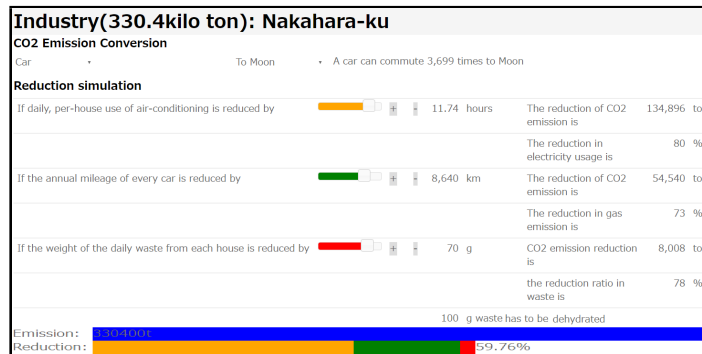 Industry(330.4kilo ton): Nakahara-ku
CO2 Emission Conversion
Car To Moon A car can commute 3,699 times to Moon
Reduction simulation
If daily, per-house use of air-conditioning is reduced by + - 11.74 hours The reduction of CO2 134,896 to
emission is
The reduction in 80 %
electricity usage is
If the annual mileage of every car is reduced by + - 8,640 km The reduction of CO2 54,540 to
emission is
The reduction in gas 73 %
emission is
If the weight of the daily waste from each house is reduced by + - 70 g CO2 emission reduction 8,008 to
is
the reduction ratio in 78 %
waste is
100 g waste has to be dehydrated
Emission: 330400t
Reduction: 59.76%